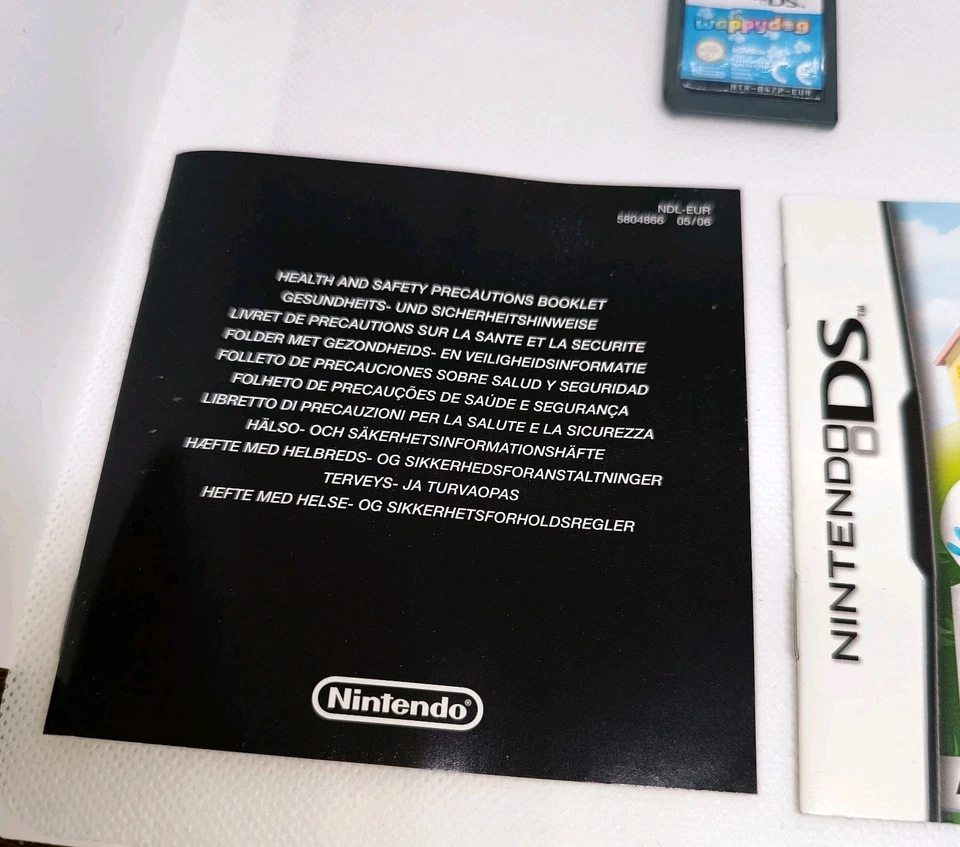 DS
wappydog
NTR-B47P-EUR
NDL-EUR
5804866 05/06
HEALTH AND SAFETY PRECAUTIONS BOOKLET
GESUNDHEITS- UND SICHERHEITSHINWEISE
LIVRET DE PRECAUTIONS SUR LA SANTE ET LA SECURITE
FOLDER MET GEZONDHEIDS- EN VEILIGHEIDSINFORMATIE
FOLLETO DE PRECAUCIONES SOBRE SALUD Y SEGURIDAD
FOLHETO DE PRECAUÇÕES DE SAÚDE E SEGURANÇA
LIBRETTO DI PRECAUZIONI PER LA SALUTE E LA SICUREZZA
HÄLSO- OCH SÄKERHETSINFORMATIONSHÄFTE
HÆFTE MED HELBREDS- OG SIKKERHEDSFORANSTALTNINGER
TERVEYS- JA TURVAOPAS
HEFTE MED HELSE- OG SIKKERHETSFORHOLDSREGLER
Nintendo®
NINTENDO DS™